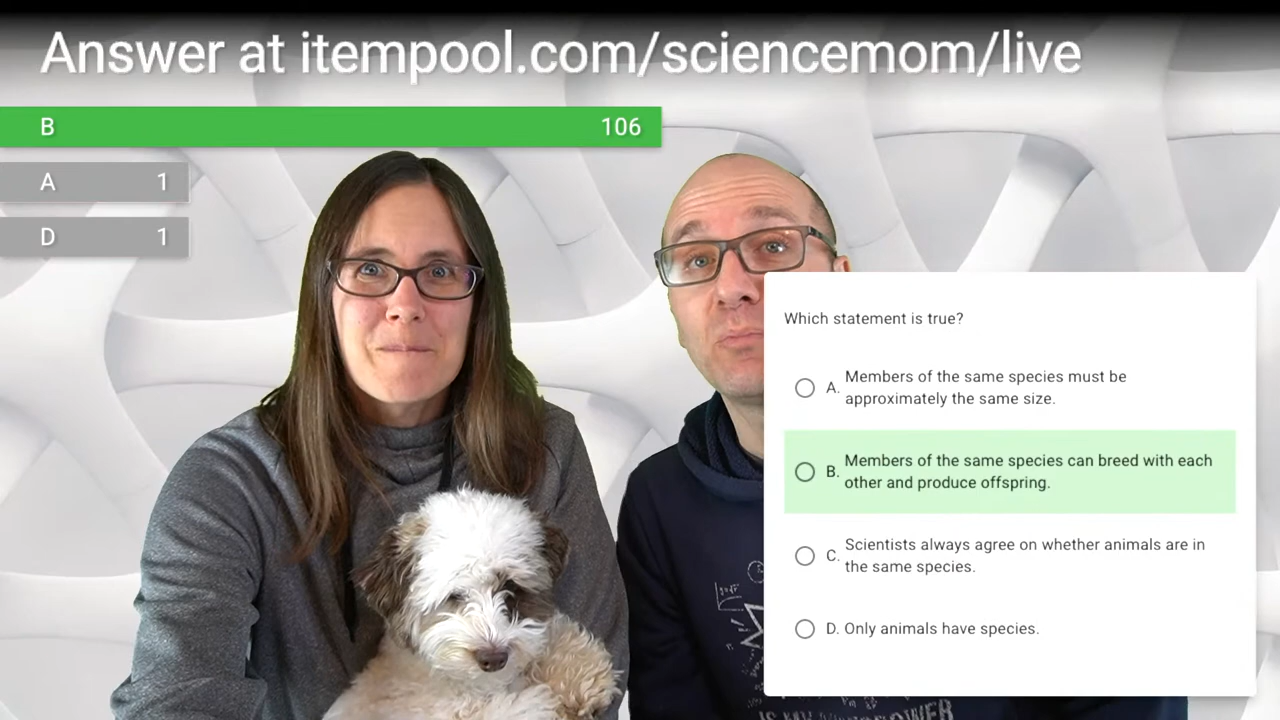 Answer at itempool.com/sciencemom/live
B 106
A 1
D 1
Which statement is true?
A. Members of the same species must be
approximately the same size.
B. Members of the same species can breed with each
other and produce offspring.
C. Scientists always agree on whether animals are in
the same species.
D. Only animals have species.
IS MY